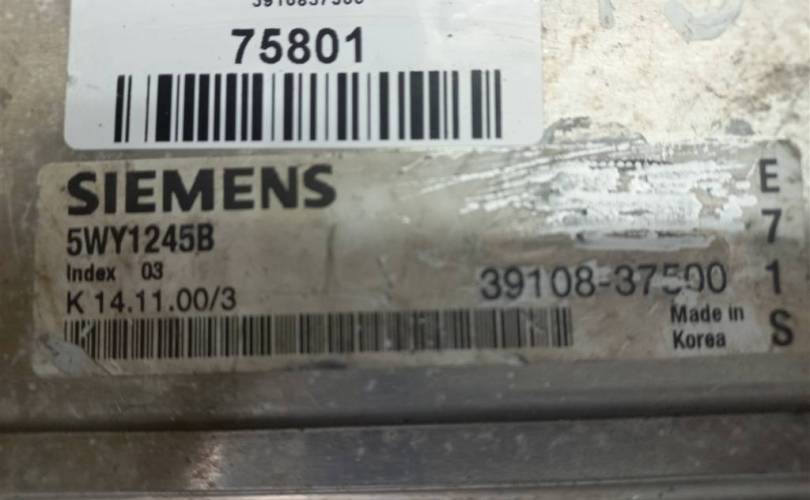 75801
SIEMENS
5WY1245B
Index 03
K 14.11.00/3
39108-37500
Made in
Korea
E
7
1
S